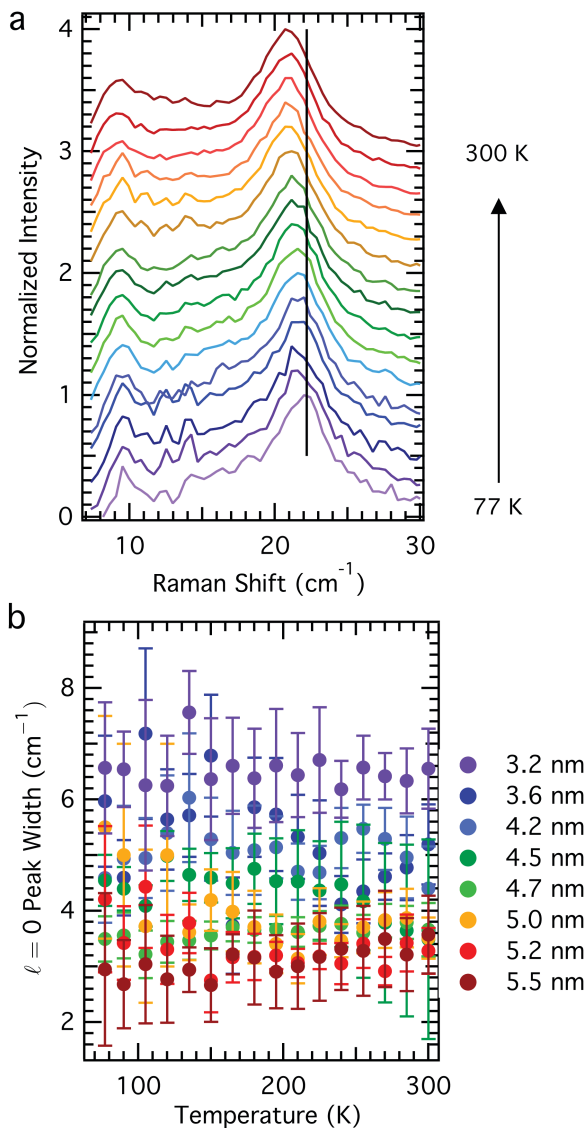 a
4
3
2
1
0
Normalized Intensity
10
20
30
Raman Shift (cm-1)
300 K
77 K
b
8
6
4
2
ℓ = 0 Peak Width (cm−1)
100
200
300
Temperature (K)
3.2 nm
3.6 nm
4.2 nm
4.5 nm
4.7 nm
5.0 nm
5.2 nm
5.5 nm